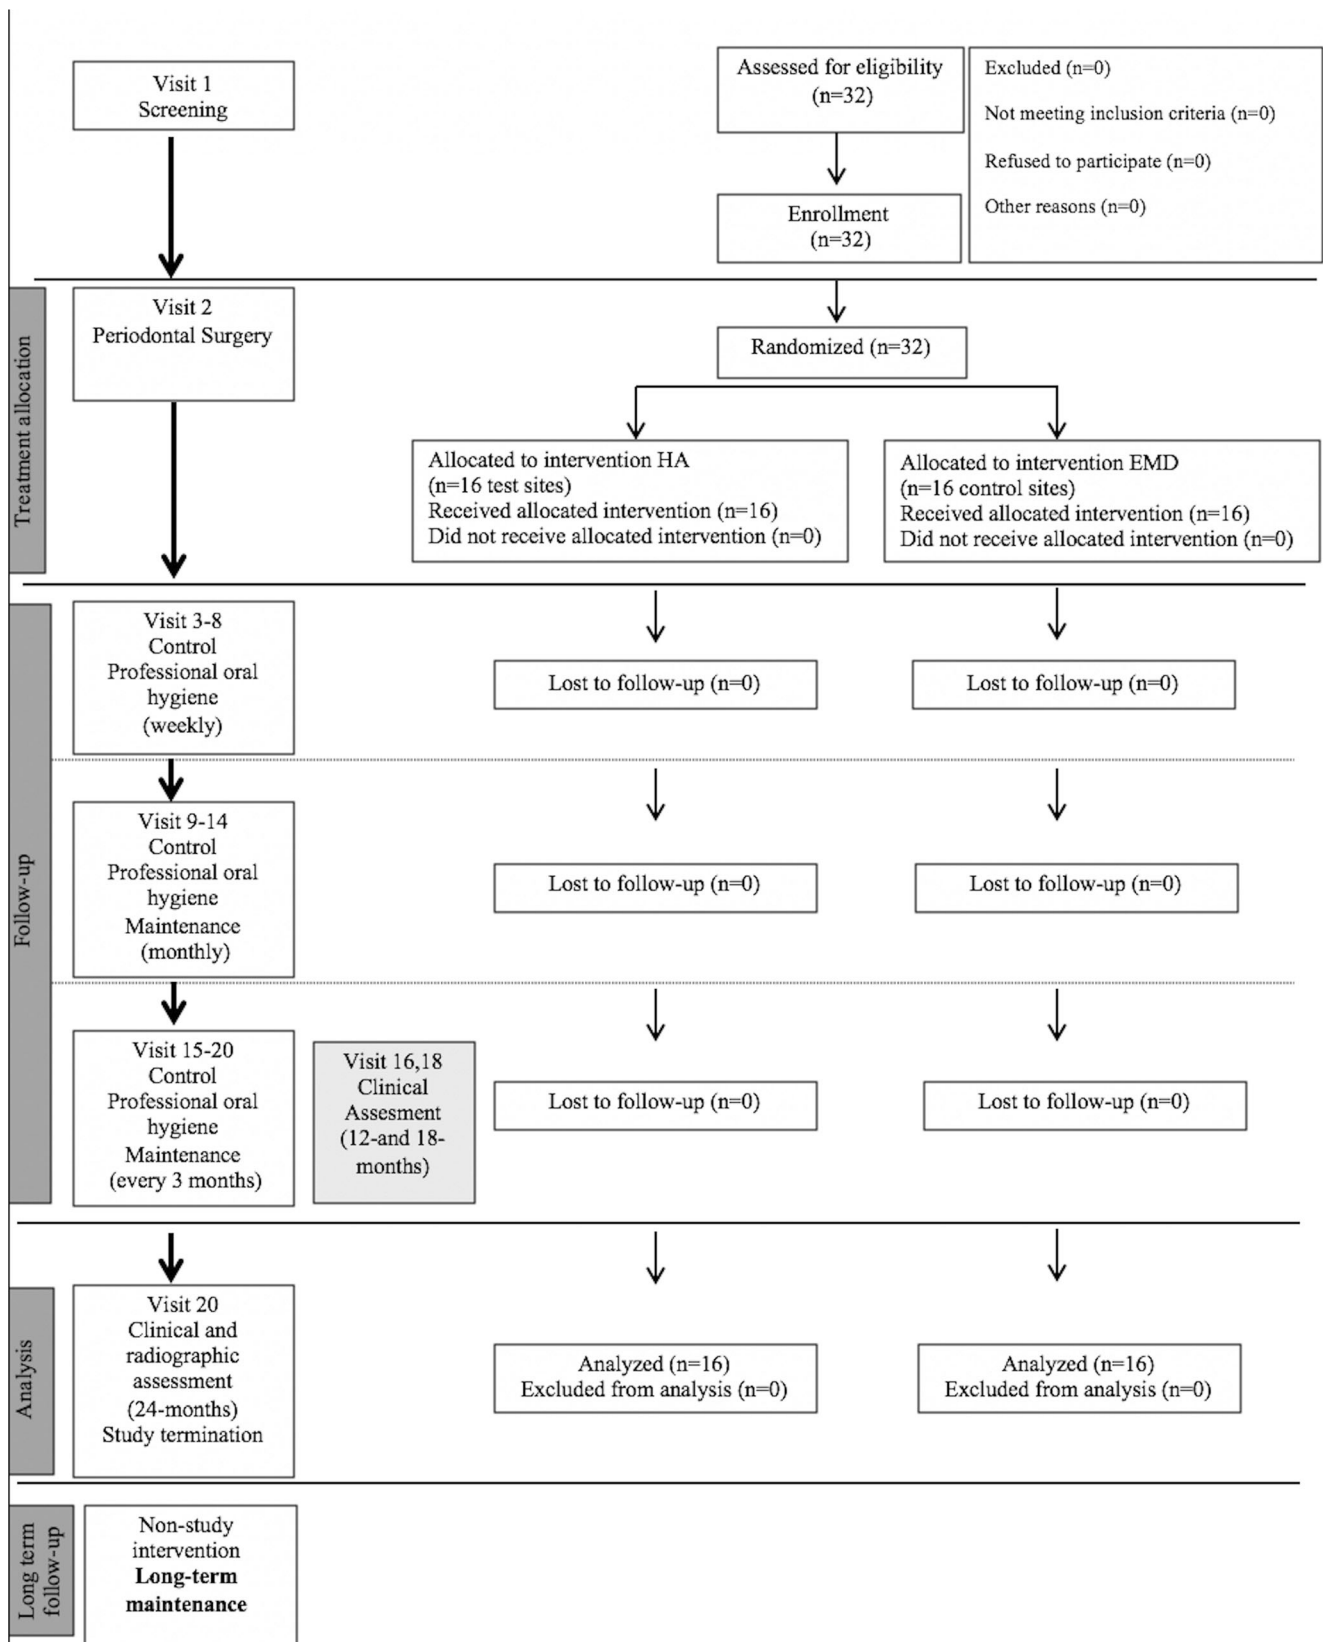 Visit 1
Screening
Assessed for eligibility
(n=32)
Excluded (n=0)
Not meeting inclusion criteria (n=0)
Refused to participate (n=0)
Other reasons (n=0)
Enrollment
(n=32)
Treatment allocation
Visit 2
Periodontal Surgery
Randomized (n=32)
Allocated to intervention HA
(n=16 test sites)
Received allocated intervention (n=16)
Did not receive allocated intervention (n=0)
Allocated to intervention EMD
(n=16 control sites)
Received allocated intervention (n=16)
Did not receive allocated intervention (n=0)
Follow-up
Visit 3-8
Control
Professional oral
hygiene
(weekly)
Lost to follow-up (n=0)
Lost to follow-up (n=0)
Visit 9-14
Control
Professional oral
hygiene
Maintenance
(monthly)
Lost to follow-up (n=0)
Lost to follow-up (n=0)
Visit 15-20
Control
Professional oral
hygiene
Maintenance
(every 3 months)
Visit 16,18
Clinical
Assesment
(12-and 18-
months)
Lost to follow-up (n=0)
Lost to follow-up (n=0)
Analysis
Visit 20
Clinical and
radiographic
assessment
(24-months)
Study termination
Analyzed (n=16)
Excluded from analysis (n=0)
Analyzed (n=16)
Excluded from analysis (n=0)
Long term
follow-up
Non-study
intervention
Long-term
maintenance